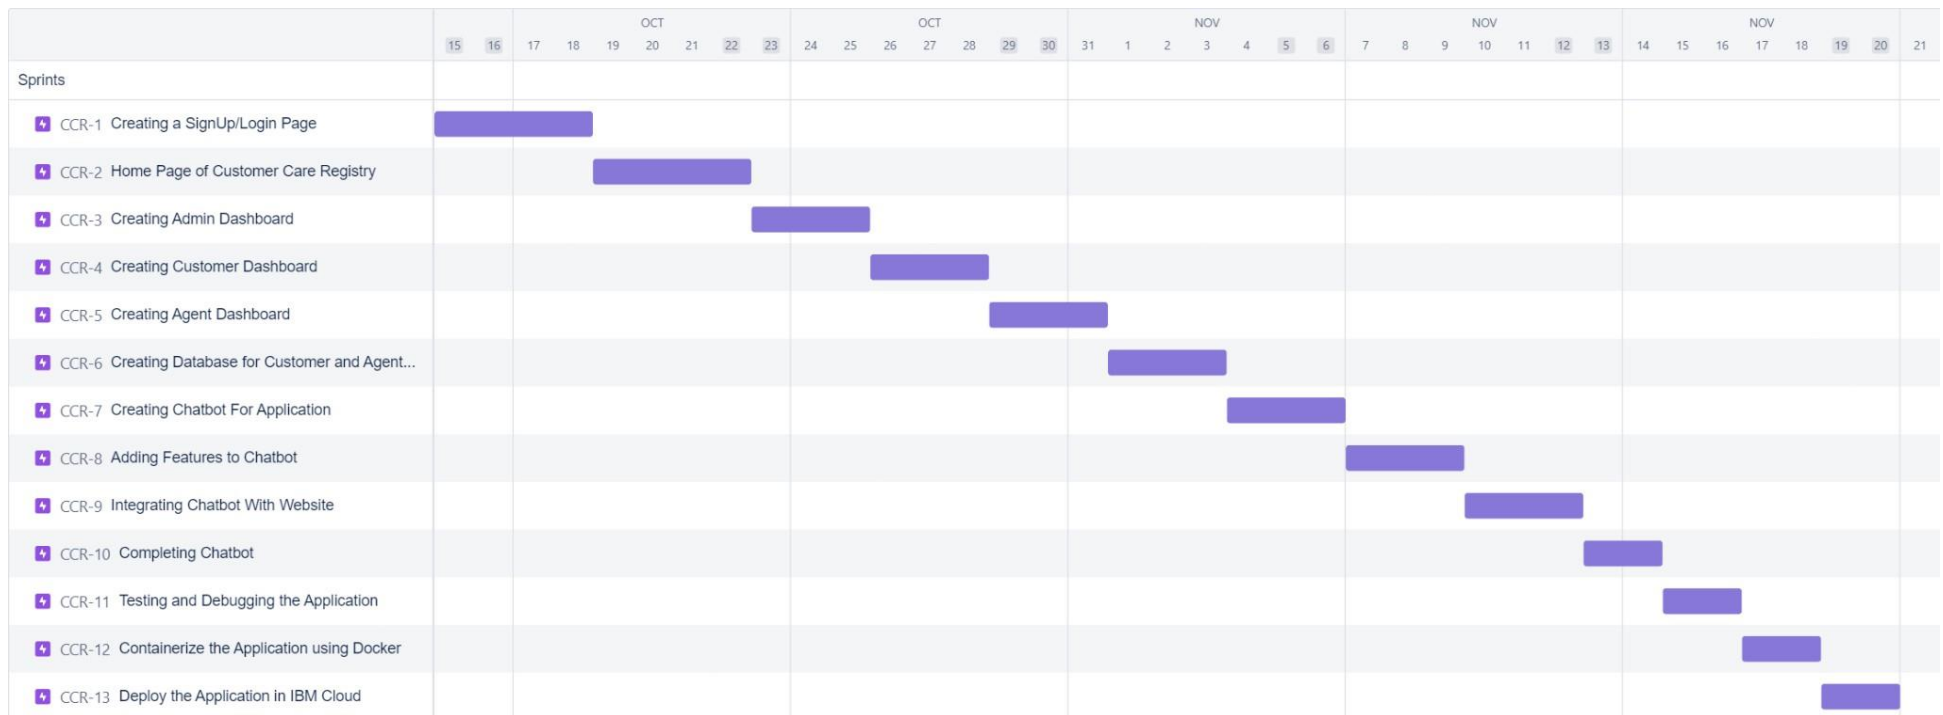 OCT OCT NOV NOV NOV
15 16 17 18 19 20 21 22 23 24 25 26 27 28 29 30 31 1 2 3 4 5 6 7 8 9 10 11 12 13 14 15 16 17 18 19 20 21
Sprints
CCR-1 Creating a SignUp/Login Page
CCR-2 Home Page of Customer Care Registry
CCR-3 Creating Admin Dashboard
CCR-4 Creating Customer Dashboard
CCR-5 Creating Agent Dashboard
CCR-6 Creating Database for Customer and Agent...
CCR-7 Creating Chatbot For Application
CCR-8 Adding Features to Chatbot
CCR-9 Integrating Chatbot With Website
CCR-10 Completing Chatbot
CCR-11 Testing and Debugging the Application
CCR-12 Containerize the Application using Docker
CCR-13 Deploy the Application in IBM Cloud